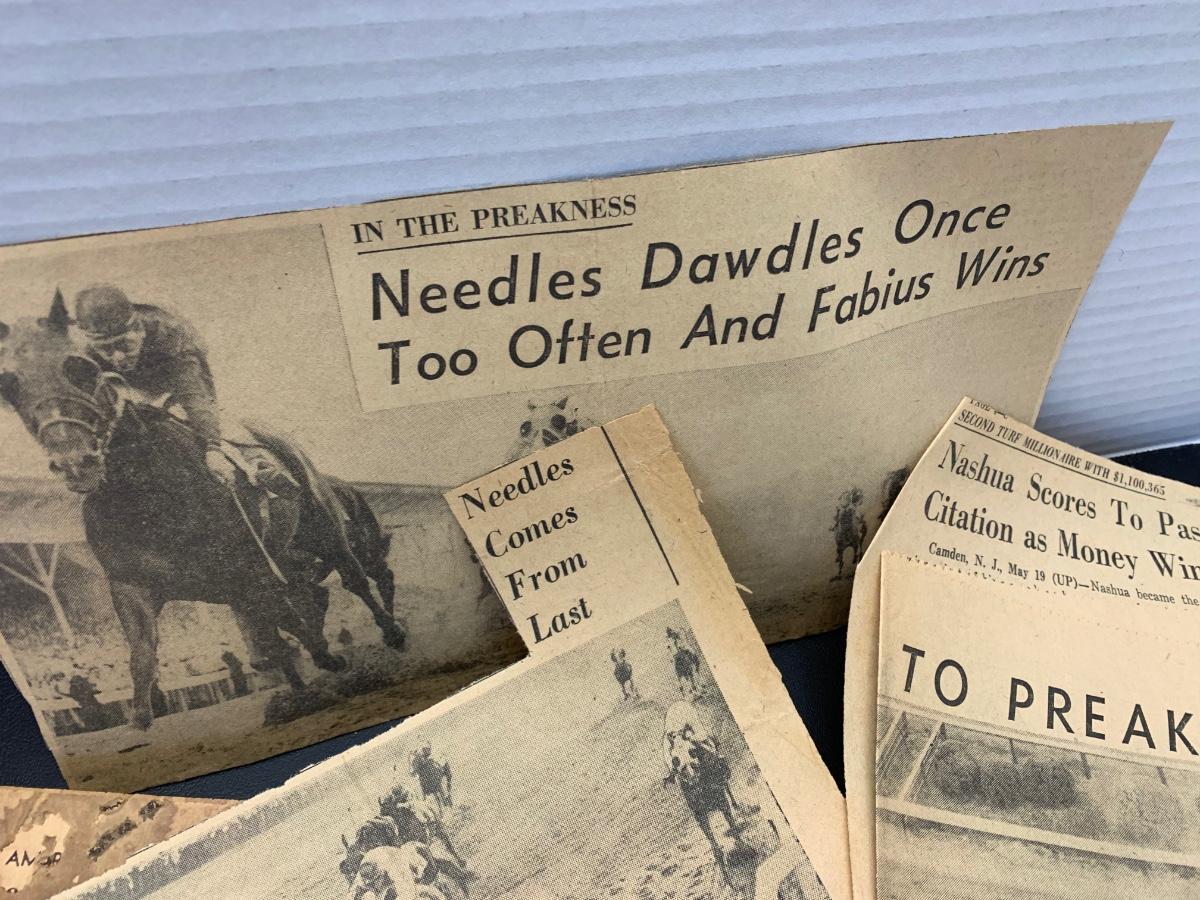 IN THE PREAKNESS
Needles Dawdles Once
Too Often And Fabius Wins
Needles
Comes
From
Last
SECOND TURF MILLIONAIRE WITH $1,100,365
Nashua Scores To Pas
Citation as Money Win
Camden, N. J., May 19 (UP)—Nashua became the
TO PREAK